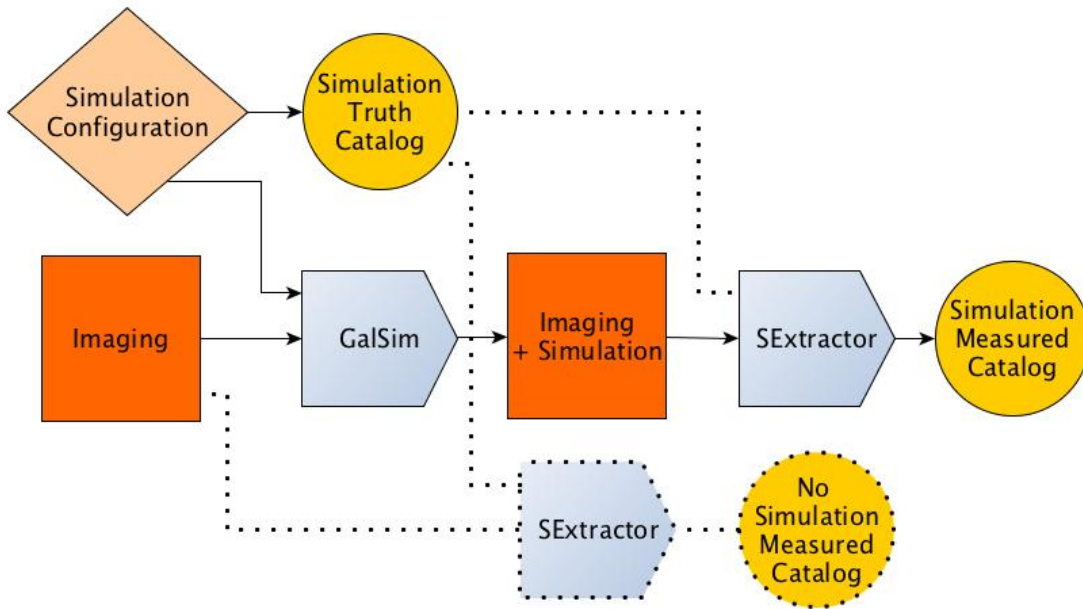 Simulation
Configuration
Simulation
Truth
Catalog
Imaging
GalSim
Imaging
+ Simulation
SExtractor
Simulation
Measured
Catalog
SExtractor
No
Simulation
Measured
Catalog